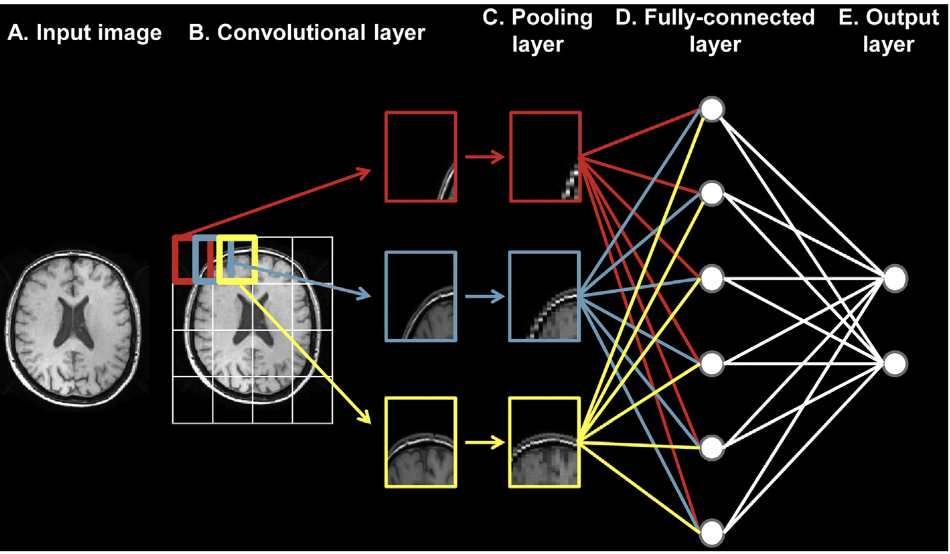 A. Input image
B. Convolutional layer
C. Pooling
layer
D. Fully-connected
layer
E. Output
layer